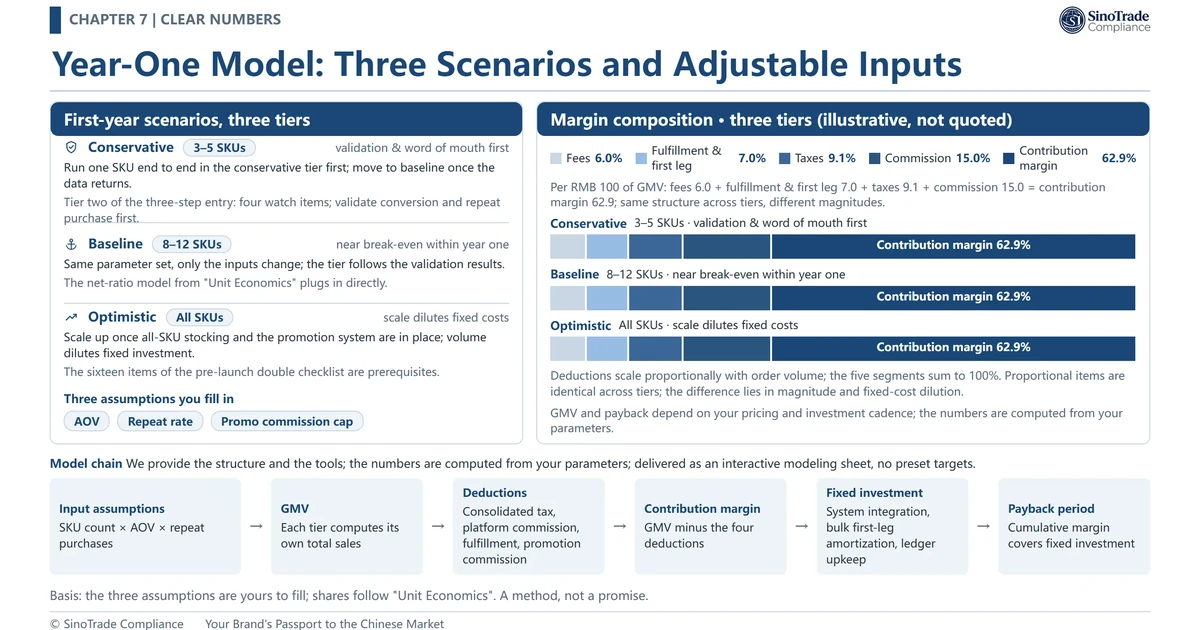 CHAPTER 7 | CLEAR NUMBERS
SinoTrade
Compliance
Year-One Model: Three Scenarios and Adjustable Inputs
First-year scenarios, three tiers
Conservative 3–5 SKUs validation & word of mouth first
Run one SKU end to end in the conservative tier first; move to baseline once the
data returns.
Tier two of the three-step entry: four watch items; validate conversion and repeat
purchase first.
Baseline 8–12 SKUs near break-even within year one
Same parameter set, only the inputs change; the tier follows the validation results.
The net-ratio model from "Unit Economics" plugs in directly.
Optimistic All SKUs scale dilutes fixed costs
Scale up once all-SKU stocking and the promotion system are in place; volume
dilutes fixed investment.
The sixteen items of the pre-launch double checklist are prerequisites.
Three assumptions you fill in
AOV Repeat rate Promo commission cap
Margin composition • three tiers (illustrative, not quoted)
Fees 6.0% Fulfillment &
first leg 7.0% Taxes 9.1% Commission 15.0% Contribution
margin 62.9%
Per RMB 100 of GMV: fees 6.0 + fulfillment & first leg 7.0 + taxes 9.1 + commission 15.0 = contribution
margin 62.9; same structure across tiers, different magnitudes.
Conservative 3–5 SKUs · validation & word of mouth first
Contribution margin 62.9%
Baseline 8–12 SKUs · near break-even within year one
Contribution margin 62.9%
Optimistic All SKUs · scale dilutes fixed costs
Contribution margin 62.9%
Deductions scale proportionally with order volume; the five segments sum to 100%. Proportional items are
identical across tiers; the difference lies in magnitude and fixed-cost dilution.
GMV and payback depend on your pricing and investment cadence; the numbers are computed from your
parameters.
Model chain We provide the structure and the tools; the numbers are computed from your parameters; delivered as an interactive modeling sheet, no preset targets.
Input assumptions
SKU count × AOV × repeat
purchases
→
GMV
Each tier computes its
own total sales
→
Deductions
Consolidated tax,
platform commission,
fulfillment, promotion
commission
→
Contribution margin
GMV minus the four
deductions
→
Fixed investment
System integration,
bulk first-leg
amortization, ledger
upkeep
→
Payback period
Cumulative margin
covers fixed investment
Basis: the three assumptions are yours to fill; shares follow "Unit Economics". A method, not a promise.
© SinoTrade Compliance Your Brand's Passport to the Chinese Market